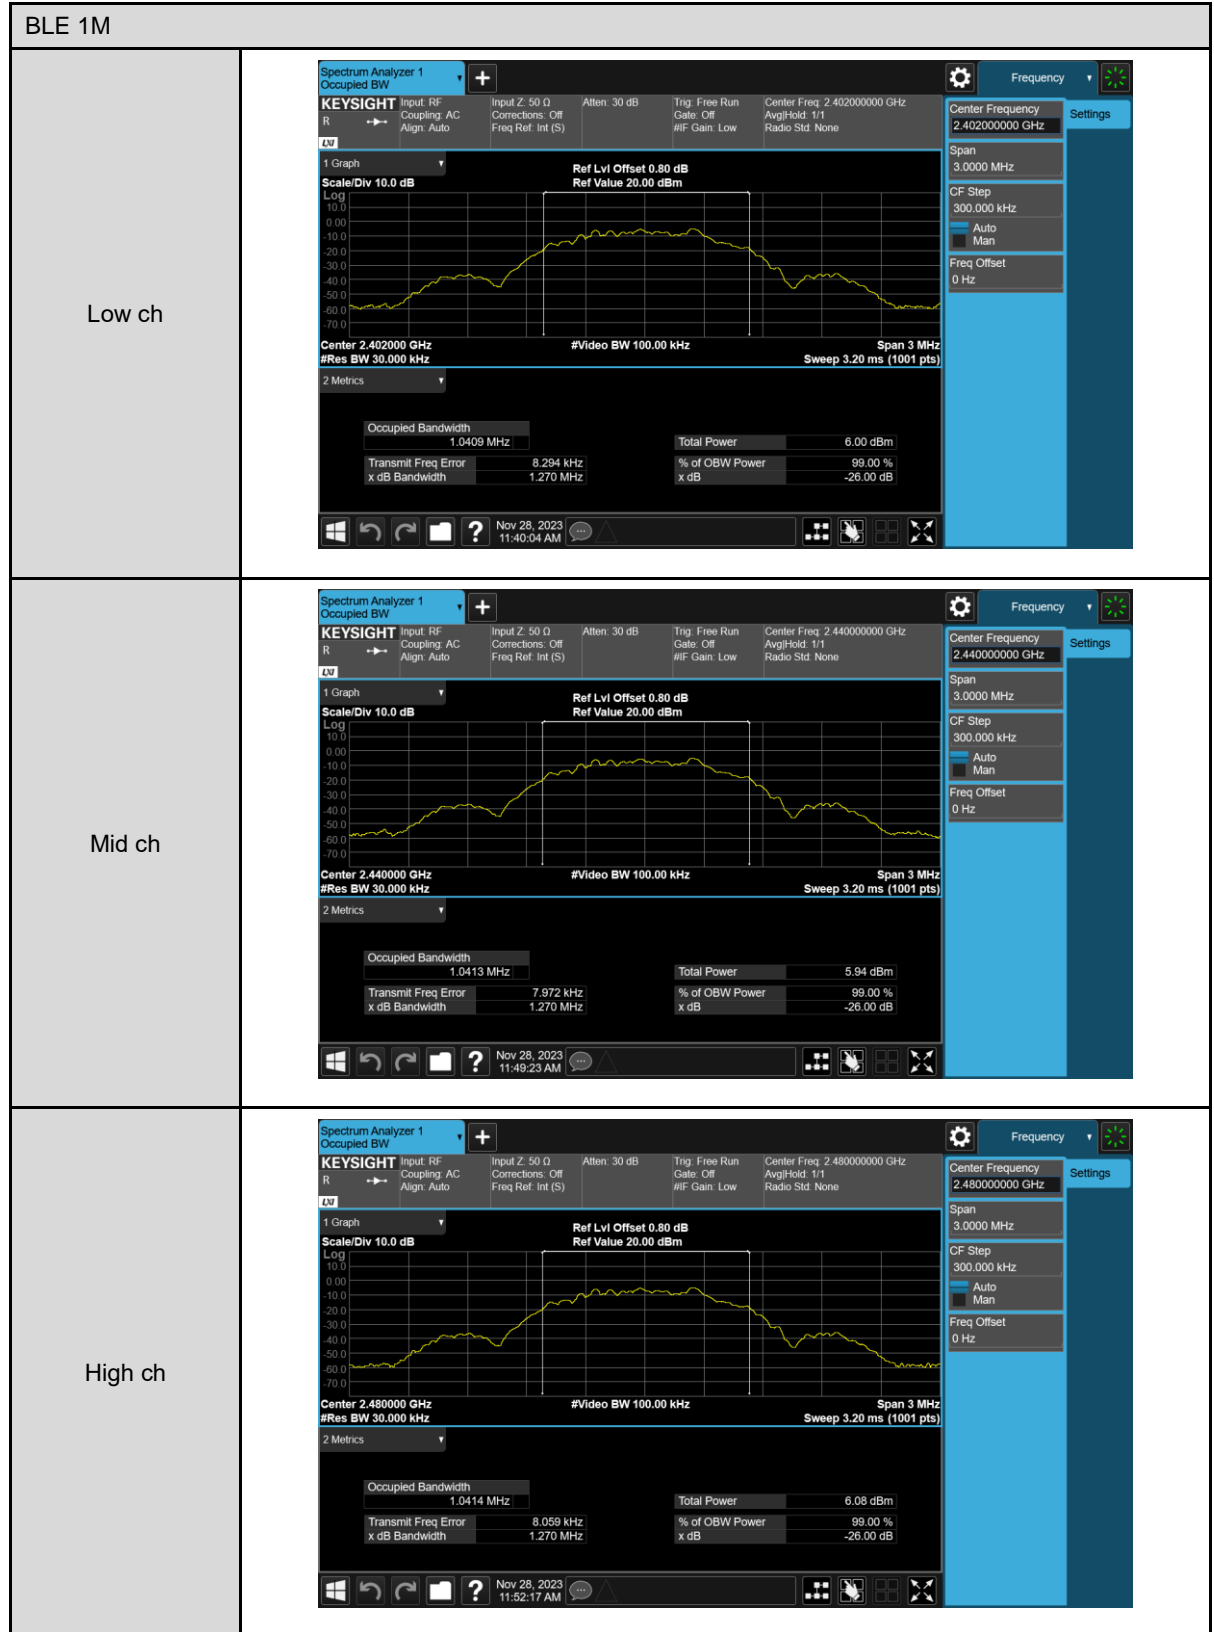 BLE 1M
Low ch
Spectrum Analyzer 1
Occupied BW
Frequency
KEYSIGHT
R
LXI
Input: RF
Coupling: AC
Align: Auto
Input Z: 50 Ω
Corrections: Off
Freq Ref: Int (S)
Atten: 30 dB
Trig: Free Run
Gate: Off
#IF Gain: Low
Center Freq: 2.402000000 GHz
Avg|Hold: 1/1
Radio Std: None
Center Frequency
2.402000000 GHz
Settings
Span
3.0000 MHz
CF Step
300.000 kHz
Auto
Man
Freq Offset
0 Hz
1 Graph
Scale/Div 10.0 dB
Ref Lvl Offset 0.80 dB
Ref Value 20.00 dBm
Log
10.0
0.00
-10.0
-20.0
-30.0
-40.0
-50.0
-60.0
-70.0
Center 2.402000 GHz
#Video BW 100.00 kHz
Span 3 MHz
#Res BW 30.000 kHz
Sweep 3.20 ms (1001 pts)
2 Metrics
Occupied Bandwidth
1.0409 MHz
Total Power 6.00 dBm
Transmit Freq Error 8.294 kHz
% of OBW Power 99.00 %
x dB Bandwidth 1.270 MHz
x dB -26.00 dB
?
Nov 28, 2023
11:40:04 AM
Mid ch
Spectrum Analyzer 1
Occupied BW
Frequency
KEYSIGHT
R
LXI
Input: RF
Coupling: AC
Align: Auto
Input Z: 50 Ω
Corrections: Off
Freq Ref: Int (S)
Atten: 30 dB
Trig: Free Run
Gate: Off
#IF Gain: Low
Center Freq: 2.440000000 GHz
Avg|Hold: 1/1
Radio Std: None
Center Frequency
2.440000000 GHz
Settings
Span
3.0000 MHz
CF Step
300.000 kHz
Auto
Man
Freq Offset
0 Hz
1 Graph
Scale/Div 10.0 dB
Ref Lvl Offset 0.80 dB
Ref Value 20.00 dBm
Log
10.0
0.00
-10.0
-20.0
-30.0
-40.0
-50.0
-60.0
-70.0
Center 2.440000 GHz
#Video BW 100.00 kHz
Span 3 MHz
#Res BW 30.000 kHz
Sweep 3.20 ms (1001 pts)
2 Metrics
Occupied Bandwidth
1.0413 MHz
Total Power 5.94 dBm
Transmit Freq Error 7.972 kHz
% of OBW Power 99.00 %
x dB Bandwidth 1.270 MHz
x dB -26.00 dB
?
Nov 28, 2023
11:49:23 AM
High ch
Spectrum Analyzer 1
Occupied BW
Frequency
KEYSIGHT
R
LXI
Input: RF
Coupling: AC
Align: Auto
Input Z: 50 Ω
Corrections: Off
Freq Ref: Int (S)
Atten: 30 dB
Trig: Free Run
Gate: Off
#IF Gain: Low
Center Freq: 2.480000000 GHz
Avg|Hold: 1/1
Radio Std: None
Center Frequency
2.480000000 GHz
Settings
Span
3.0000 MHz
CF Step
300.000 kHz
Auto
Man
Freq Offset
0 Hz
1 Graph
Scale/Div 10.0 dB
Ref Lvl Offset 0.80 dB
Ref Value 20.00 dBm
Log
10.0
0.00
-10.0
-20.0
-30.0
-40.0
-50.0
-60.0
-70.0
Center 2.480000 GHz
#Video BW 100.00 kHz
Span 3 MHz
#Res BW 30.000 kHz
Sweep 3.20 ms (1001 pts)
2 Metrics
Occupied Bandwidth
1.0414 MHz
Total Power 6.08 dBm
Transmit Freq Error 8.059 kHz
% of OBW Power 99.00 %
x dB Bandwidth 1.270 MHz
x dB -26.00 dB
?
Nov 28, 2023
11:52:17 AM